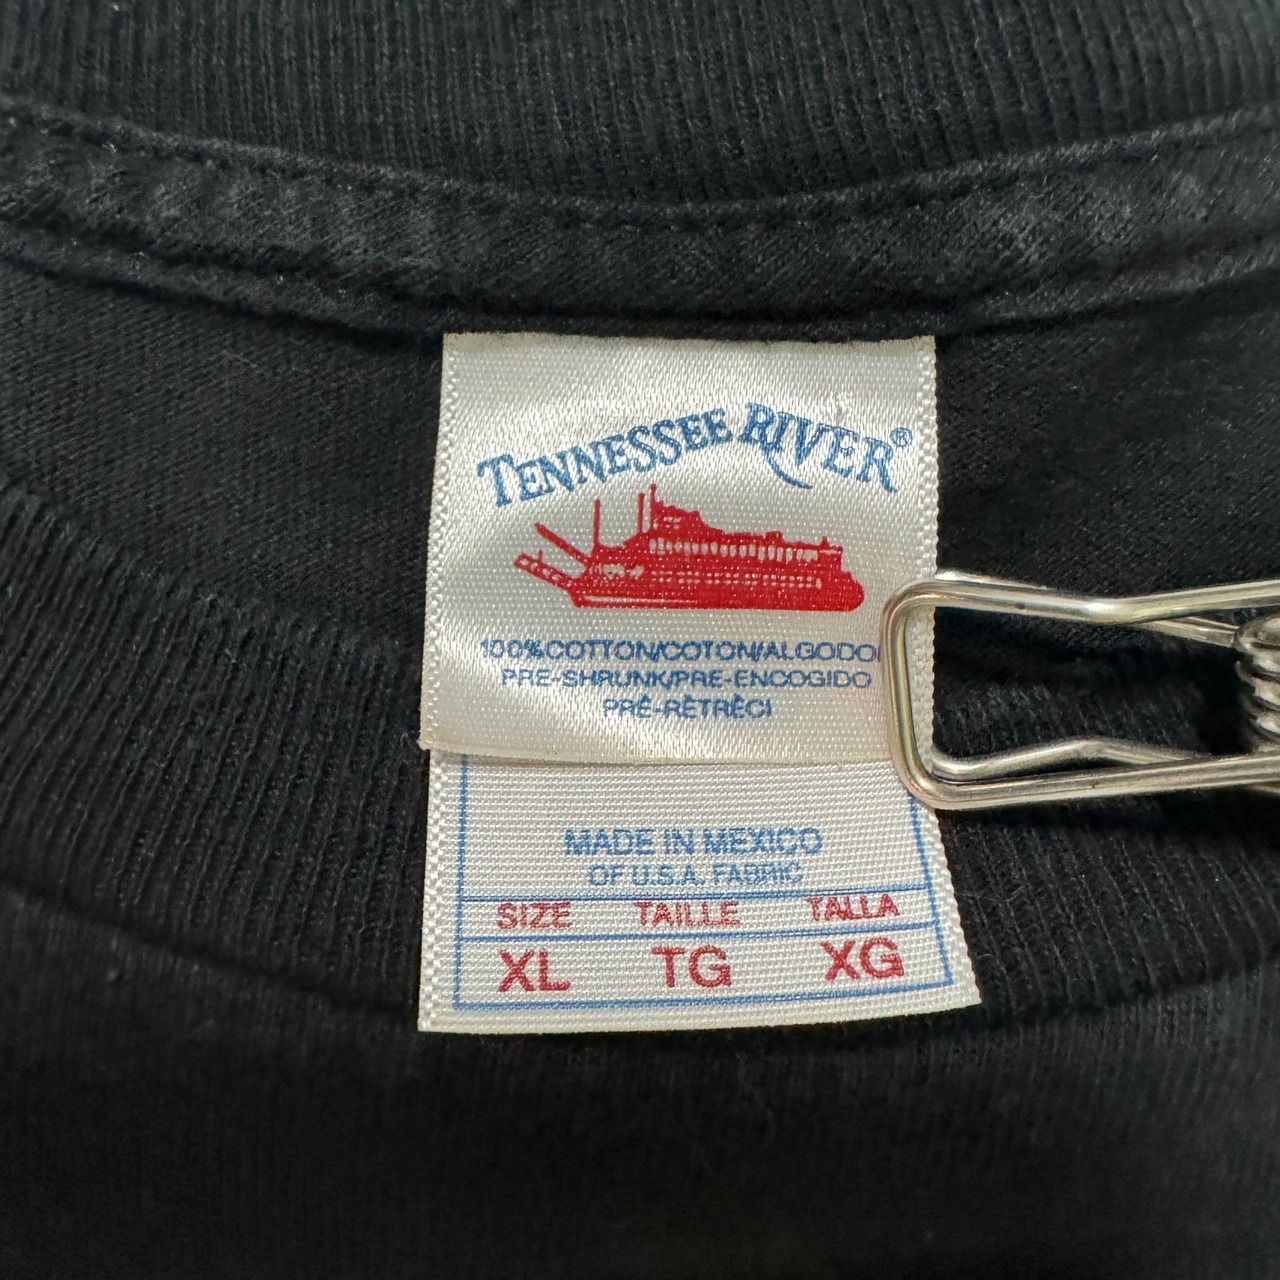 TENNESSEE RIVER®
100% COTTON/COTON/ALGODO
PRE-SHRUNK/PRE-ENCOGIDO
PRÉ-RÉTRÉCI
MADE IN MEXICO
OF U.S.A. FABRIC
SIZE TAILLE TALLA
XL TG XG